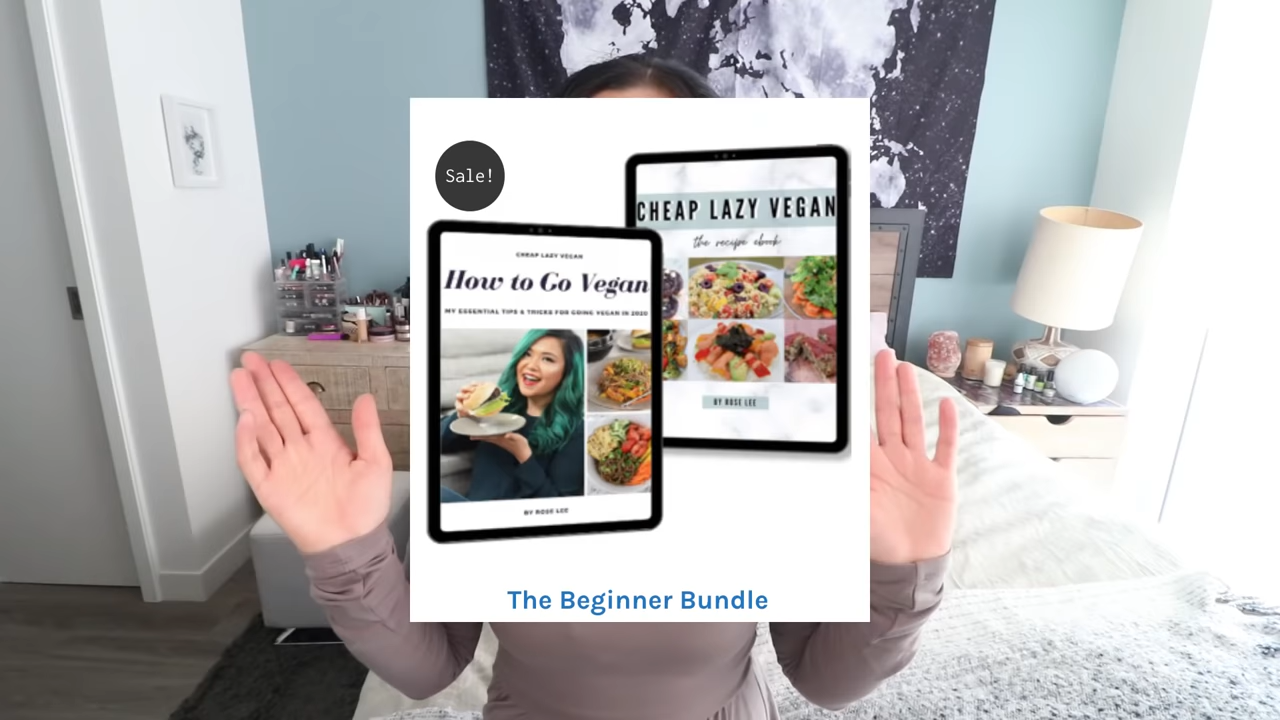 Sale!
CHEAP LAZY VEGAN
How to Go Vegan
MY ESSENTIAL TIPS & TRICKS FOR GOING VEGAN IN 2020
BY ROSE LEE
CHEAP LAZY VEGAN
the recipe ebook
BY ROSE LEE
The Beginner Bundle